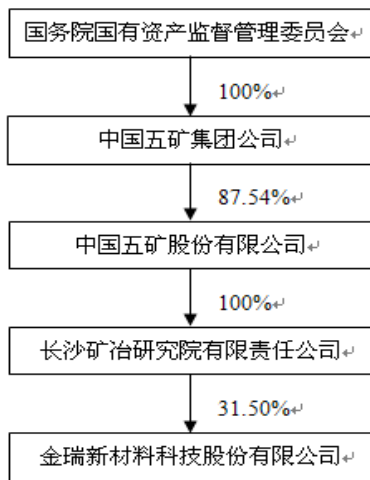 国务院国有资产监督管理委员会
100%
中国五矿集团公司
87.54%
中国五矿股份有限公司
100%
长沙矿冶研究院有限责任公司
31.50%
金瑞新材料科技股份有限公司